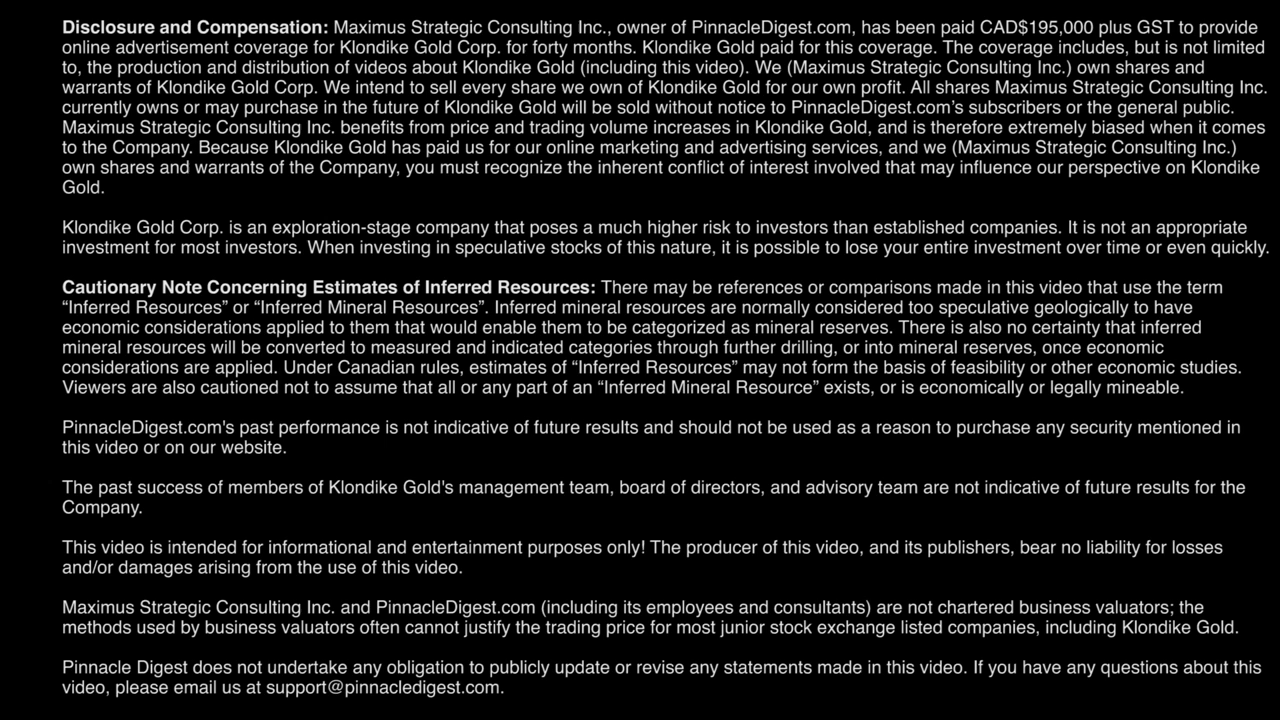 Disclosure and Compensation: Maximus Strategic Consulting Inc., owner of PinnacleDigest.com, has been paid CAD$195,000 plus GST to provide
online advertisement coverage for Klondike Gold Corp. for forty months. Klondike Gold paid for this coverage. The coverage includes, but is not limited
to, the production and distribution of videos about Klondike Gold (including this video). We (Maximus Strategic Consulting Inc.) own shares and
warrants of Klondike Gold Corp. We intend to sell every share we own of Klondike Gold for our own profit. All shares Maximus Strategic Consulting Inc.
currently owns or may purchase in the future of Klondike Gold will be sold without notice to PinnacleDigest.com’s subscribers or the general public.
Maximus Strategic Consulting Inc. benefits from price and trading volume increases in Klondike Gold, and is therefore extremely biased when it comes
to the Company. Because Klondike Gold has paid us for our online marketing and advertising services, and we (Maximus Strategic Consulting Inc.)
own shares and warrants of the Company, you must recognize the inherent conflict of interest involved that may influence our perspective on Klondike
Gold.
Klondike Gold Corp. is an exploration-stage company that poses a much higher risk to investors than established companies. It is not an appropriate
investment for most investors. When investing in speculative stocks of this nature, it is possible to lose your entire investment over time or even quickly.
Cautionary Note Concerning Estimates of Inferred Resources: There may be references or comparisons made in this video that use the term
“Inferred Resources” or “Inferred Mineral Resources”. Inferred mineral resources are normally considered too speculative geologically to have
economic considerations applied to them that would enable them to be categorized as mineral reserves. There is also no certainty that inferred
mineral resources will be converted to measured and indicated categories through further drilling, or into mineral reserves, once economic
considerations are applied. Under Canadian rules, estimates of “Inferred Resources” may not form the basis of feasibility or other economic studies.
Viewers are also cautioned not to assume that all or any part of an “Inferred Mineral Resource” exists, or is economically or legally mineable.
PinnacleDigest.com's past performance is not indicative of future results and should not be used as a reason to purchase any security mentioned in
this video or on our website.
The past success of members of Klondike Gold's management team, board of directors, and advisory team are not indicative of future results for the
Company.
This video is intended for informational and entertainment purposes only! The producer of this video, and its publishers, bear no liability for losses
and/or damages arising from the use of this video.
Maximus Strategic Consulting Inc. and PinnacleDigest.com (including its employees and consultants) are not chartered business valuators; the
methods used by business valuators often cannot justify the trading price for most junior stock exchange listed companies, including Klondike Gold.
Pinnacle Digest does not undertake any obligation to publicly update or revise any statements made in this video. If you have any questions about this
video, please email us at support@pinnacledigest.com.